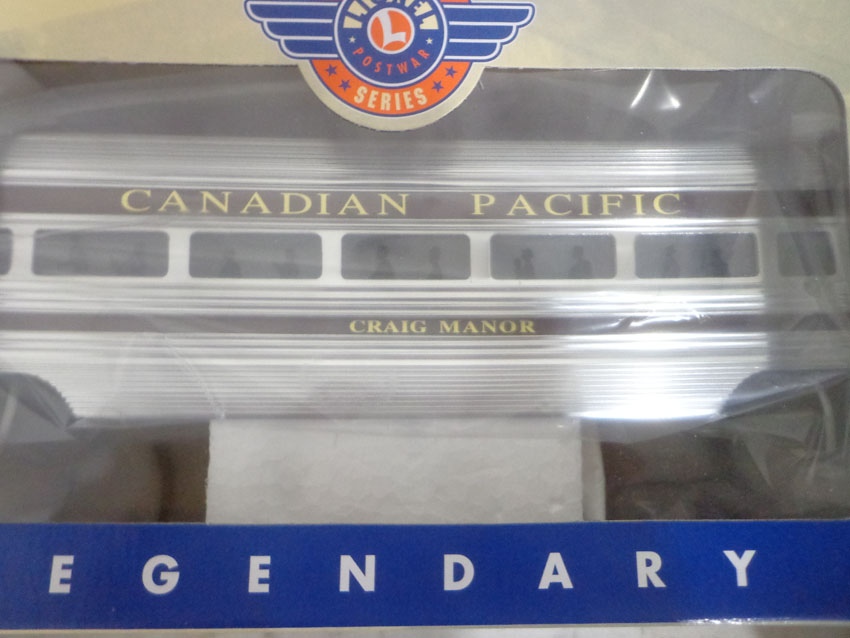 L
POSTWAR
SERIES
CANADIAN PACIFIC
CRAIG MANOR
EGENDARY